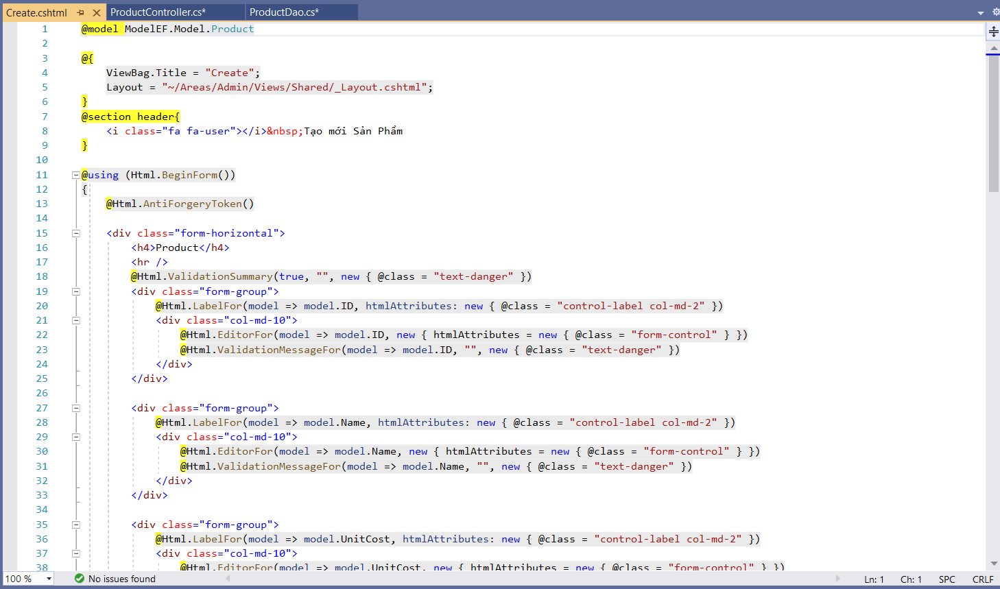 Create.cshtml ProductController.cs* ProductDao.cs*
1 @model ModelEF.Model.Product
2
3 @{
4 ViewBag.Title = "Create";
5 Layout = "~/Areas/Admin/Views/Shared/_Layout.cshtml";
6 }
7 @section header{
8 <i class="fa fa-user"></i>&nbsp;Tạo mới Sản Phẩm
9 }
10
11 @using (Html.BeginForm())
12 {
13 @Html.AntiForgeryToken()
14
15 <div class="form-horizontal">
16 <h4>Product</h4>
17 <hr />
18 @Html.ValidationSummary(true, "", new { @class = "text-danger" })
19 <div class="form-group">
20 @Html.LabelFor(model => model.ID, htmlAttributes: new { @class = "control-label col-md-2" })
21 <div class="col-md-10">
22 @Html.EditorFor(model => model.ID, new { htmlAttributes = new { @class = "form-control" } })
23 @Html.ValidationMessageFor(model => model.ID, "", new { @class = "text-danger" })
24 </div>
25 </div>
26
27 <div class="form-group">
28 @Html.LabelFor(model => model.Name, htmlAttributes: new { @class = "control-label col-md-2" })
29 <div class="col-md-10">
30 @Html.EditorFor(model => model.Name, new { htmlAttributes = new { @class = "form-control" } })
31 @Html.ValidationMessageFor(model => model.Name, "", new { @class = "text-danger" })
32 </div>
33 </div>
34
35 <div class="form-group">
36 @Html.LabelFor(model => model.UnitCost, htmlAttributes: new { @class = "control-label col-md-2" })
37 <div class="col-md-10">
38 @Html.EditorFor(model => model.UnitCost, new { htmlAttributes = new { @class = "form-control" } })
100 % No issues found Ln: 1 Ch: 1 SPC CRLF